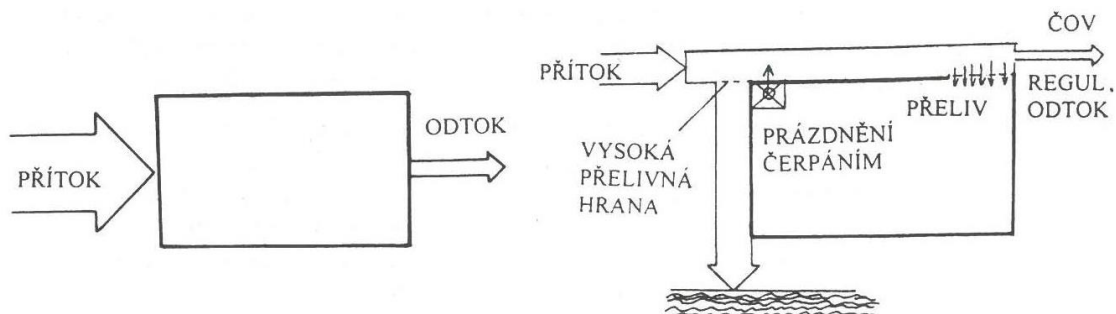 PŘÍTOK
ODTOK
PŘÍTOK
VYSOKÁ
PŘELIVNÁ
HRANA
PRÁZDNĚNÍ
ČERPÁNÍM
PŘELIV
ČOV
REGUL.
ODTOK